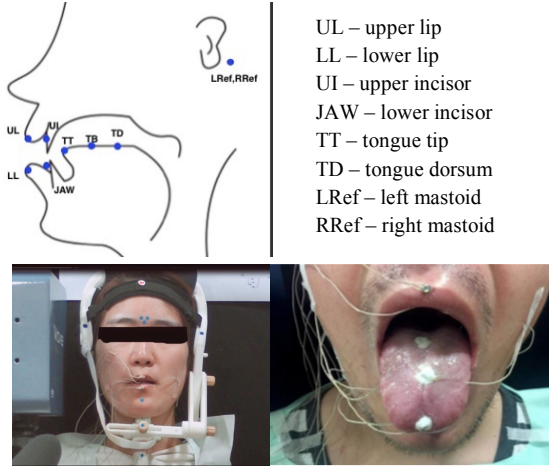 LRef,RRef
UL
UI
TT
TB
TD
LL
JAW
UL – upper lip
LL – lower lip
UI – upper incisor
JAW – lower incisor
TT – tongue tip
TD – tongue dorsum
LRef – left mastoid
RRef – right mastoid